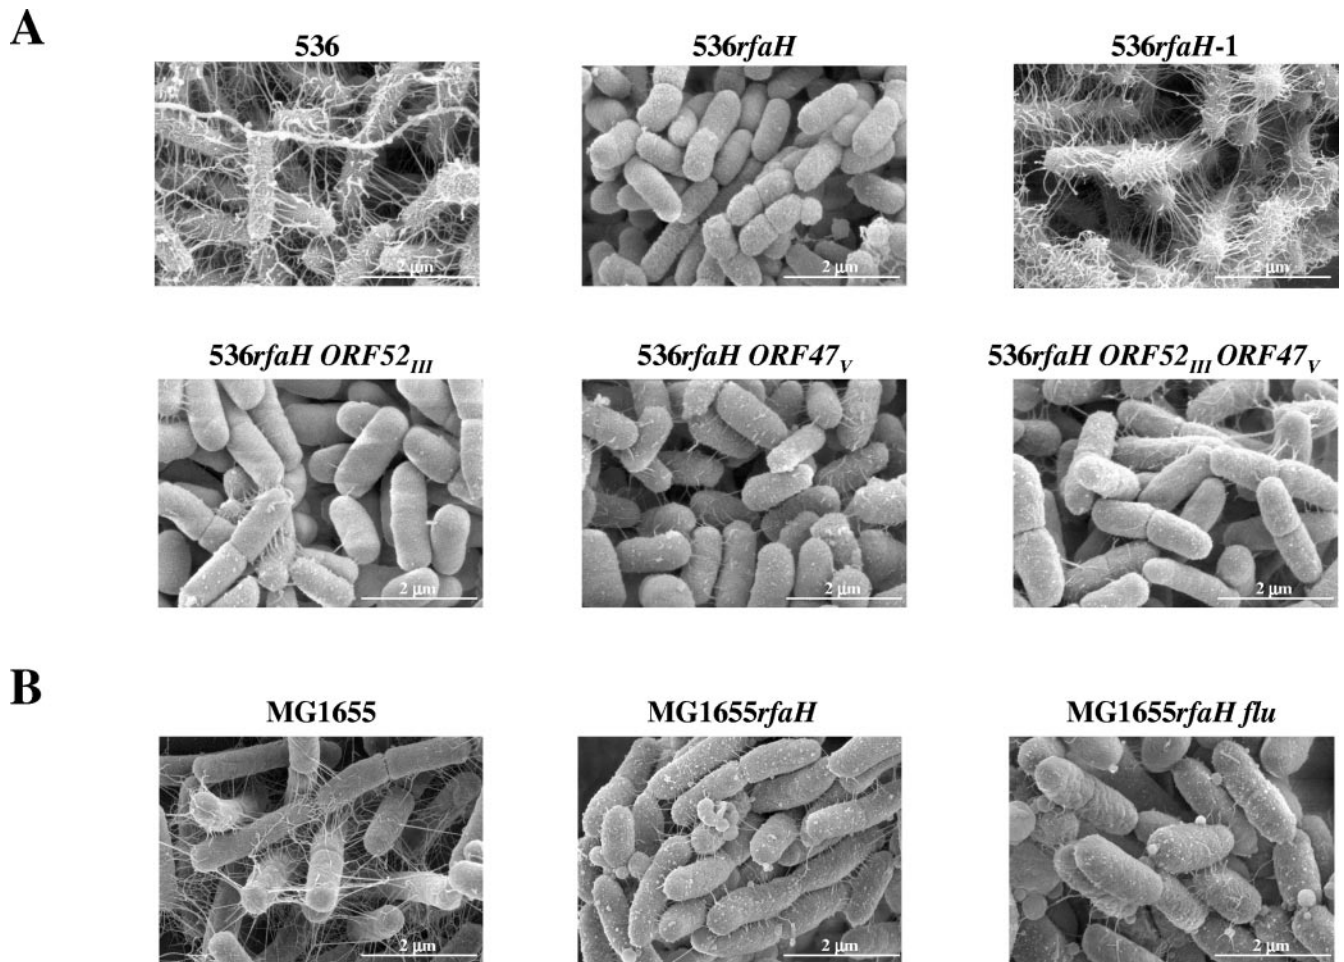 A
536 536rfaH 536rfaH-1
2 μm 2 μm 2 μm
536rfaH ORF52III 536rfaH ORF47V 536rfaH ORF52III ORF47V
2 μm 2 μm 2 μm
B
MG1655 MG1655rfaH MG1655rfaH flu
2 μm 2 μm 2 μm